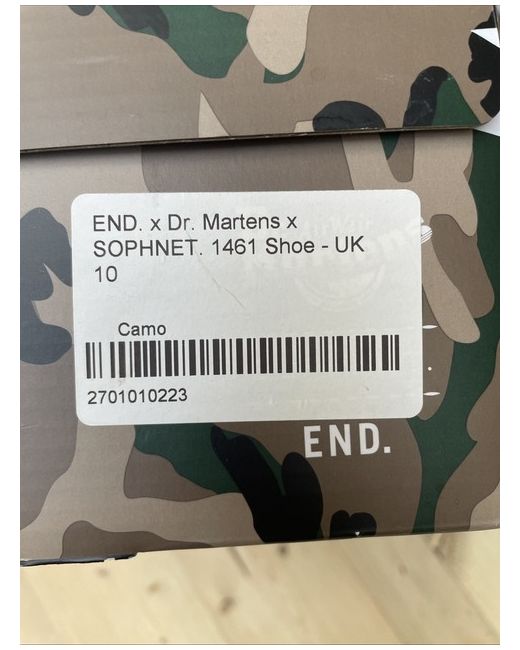 END. x Dr. Martens x
SOPHNET. 1461 Shoe - UK
10
Camo
2701010223
END.